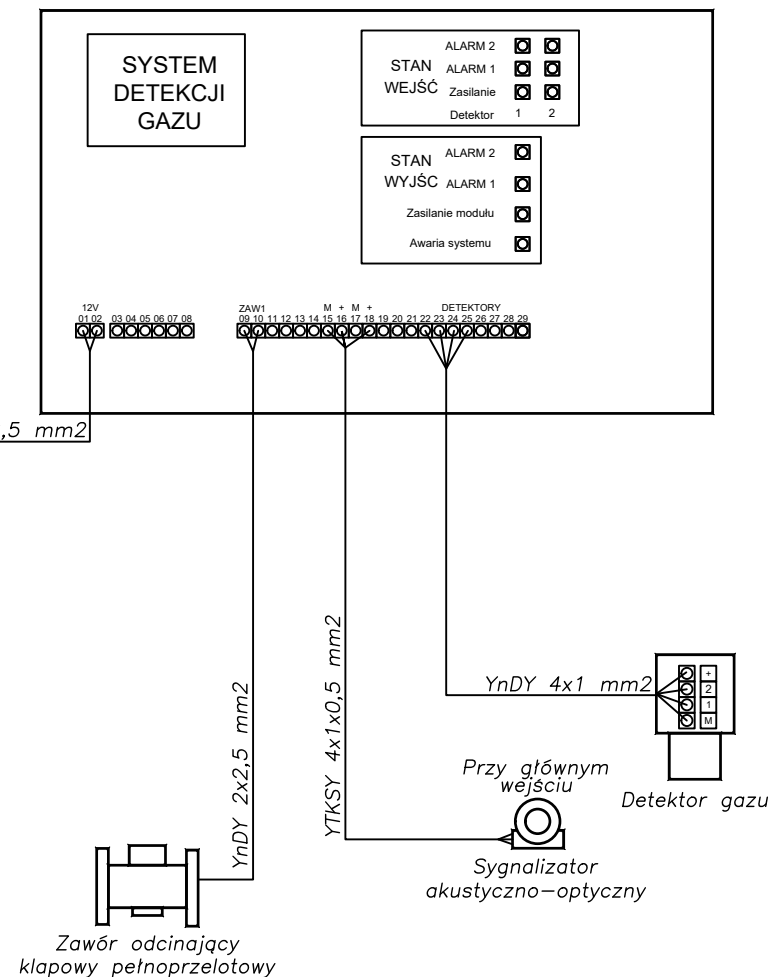 SYSTEM
DETEKCJI
GAZU
STAN
WEJŚĆ
ALARM 2
ALARM 1
Zasilanie
Detektor 1 2
STAN
WYJŚC
ALARM 2
ALARM 1
Zasilanie modułu
Awaria systemu
12V
01 02 03 04 05 06 07 08
ZAW1 M + M + DETEKTORY
09 10 11 12 13 14 15 16 17 18 19 20 21 22 23 24 25 26 27 28 29
,5 mm2
YnDY 2x2,5 mm2
YTKSY 4x1x0,5 mm2
YnDY 4x1 mm2
+
2
1
M
Detektor gazu
Przy głównym
wejściu
Sygnalizator
akustyczno-optyczny
Zawór odcinający
klapowy pełnoprzelotowy